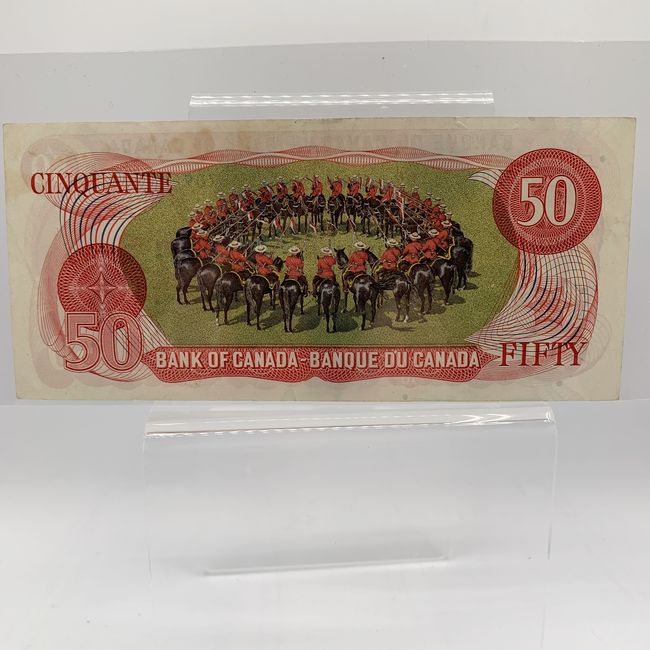 CINQUANTE
50
50
BANK OF CANADA - BANQUE DU CANADA
FIFTY